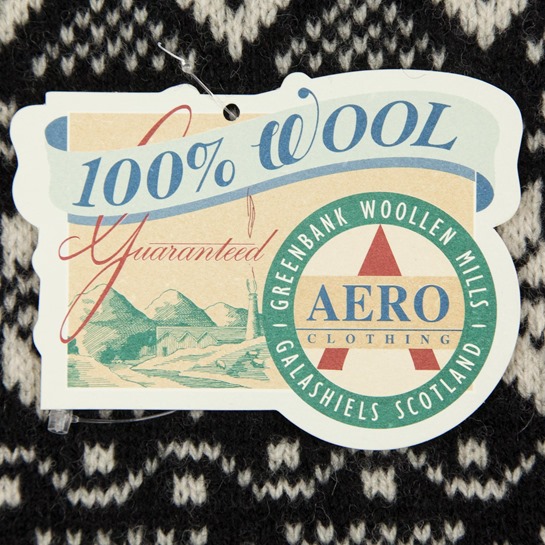 100% WOOL
Guaranteed
GREENBANK WOOLLEN MILLS
AERO
CLOTHING
GALASHIELS SCOTLAND